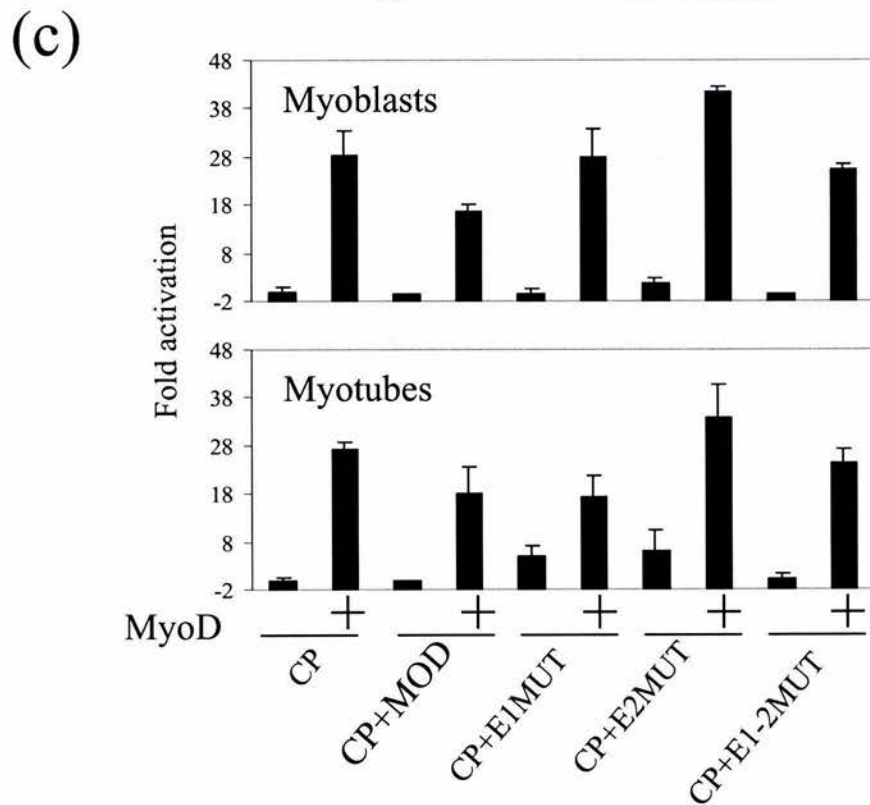 (c)
48
38
28
18
8
-2
Myoblasts
Fold activation
48
38
28
18
8
-2
Myotubes
MyoD + + + + +
CP
CP+MOD
CP+E1MUT
CP+E2MUT
CP+E1-2MUT